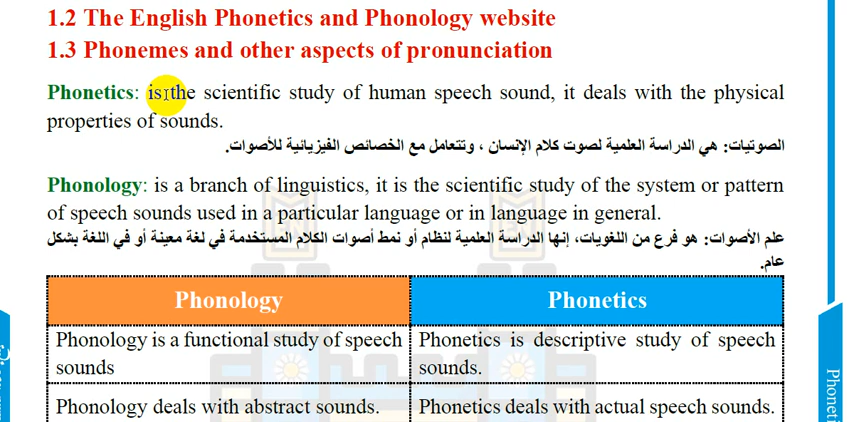 1.2 The English Phonetics and Phonology website
1.3 Phonemes and other aspects of pronunciation
Phonetics: is the scientific study of human speech sound, it deals with the physical
properties of sounds.
الصوتيات: هي الدراسة العلمية لصوت كلام الإنسان ، وتتعامل مع الخصائص الفيزيائية للأصوات.
Phonology: is a branch of linguistics, it is the scientific study of the system or pattern
of speech sounds used in a particular language or in language in general.
علم الأصوات: هو فرع من اللغويات، إنها الدراسة العلمية لنظام أو نمط أصوات الكلام المستخدمة في لغة معينة أو في اللغة بشكل
عام.
Phonology Phonetics
Phonology is a functional study of speech Phonetics is descriptive study of speech
sounds sounds.
Phonology deals with abstract sounds. Phonetics deals with actual speech sounds.
EN EN